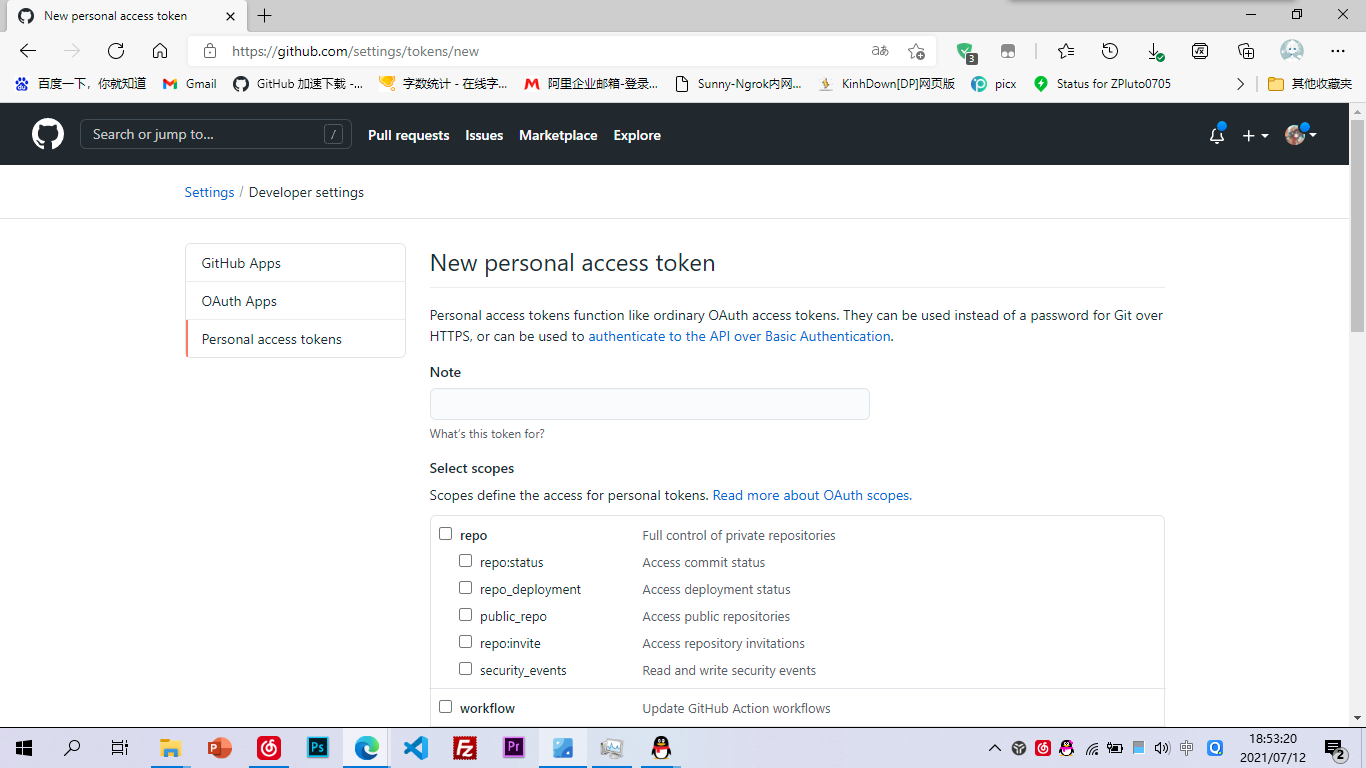 New personal access token
https://github.com/settings/tokens/new
aあ
3
百度一下，你就知道
Gmail
GitHub 加速下载 -...
字数统计 - 在线字...
阿里企业邮箱-登录...
Sunny-Ngrok内网...
KinhDown[DP]网页版
picx
Status for ZPluto0705
其他收藏夹
Search or jump to...
/
Pull requests
Issues
Marketplace
Explore
Settings / Developer settings
GitHub Apps
OAuth Apps
Personal access tokens
New personal access token
Personal access tokens function like ordinary OAuth access tokens. They can be used instead of a password for Git over
HTTPS, or can be used to authenticate to the API over Basic Authentication.
Note
What's this token for?
Select scopes
Scopes define the access for personal tokens. Read more about OAuth scopes.
repo Full control of private repositories
repo:status Access commit status
repo_deployment Access deployment status
public_repo Access public repositories
repo:invite Access repository invitations
security_events Read and write security events
workflow Update GitHub Action workflows
P
Ps
Fz
Pr
中
18:53:20
2021/07/12
2